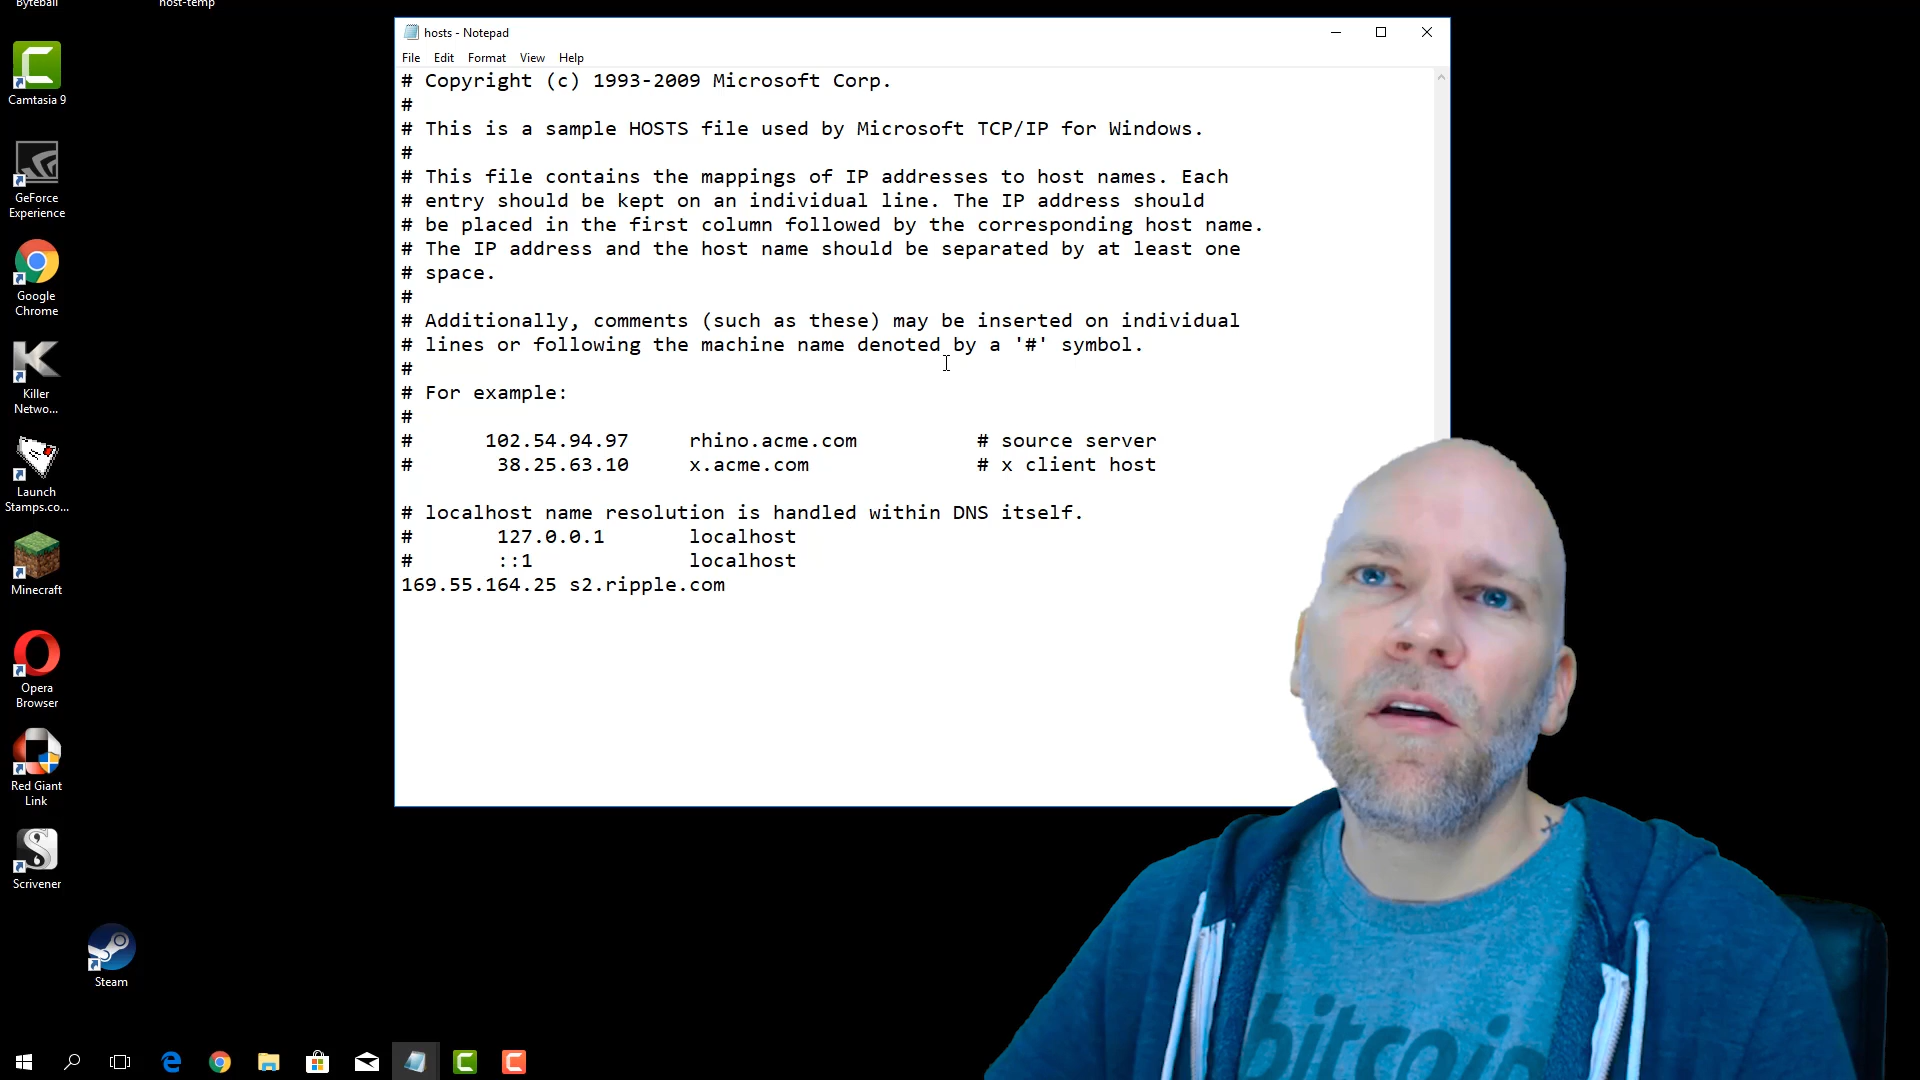 Byteball
host-temp
Camtasia 9
GeForce
Experience
Google
Chrome
Killer
Netwo...
Launch
Stamps.co...
Minecraft
Opera
Browser
Red Giant
Link
Scrivener
Steam
hosts - Notepad
File Edit Format View Help
# Copyright (c) 1993-2009 Microsoft Corp.
#
# This is a sample HOSTS file used by Microsoft TCP/IP for Windows.
#
# This file contains the mappings of IP addresses to host names. Each
# entry should be kept on an individual line. The IP address should
# be placed in the first column followed by the corresponding host name.
# The IP address and the host name should be separated by at least one
# space.
#
# Additionally, comments (such as these) may be inserted on individual
# lines or following the machine name denoted by a '#' symbol.
#
# For example:
#
# 102.54.94.97 rhino.acme.com # source server
# 38.25.63.10 x.acme.com # x client host
# localhost name resolution is handled within DNS itself.
# 127.0.0.1 localhost
# ::1 localhost
169.55.164.25 s2.ripple.com
bitcoin